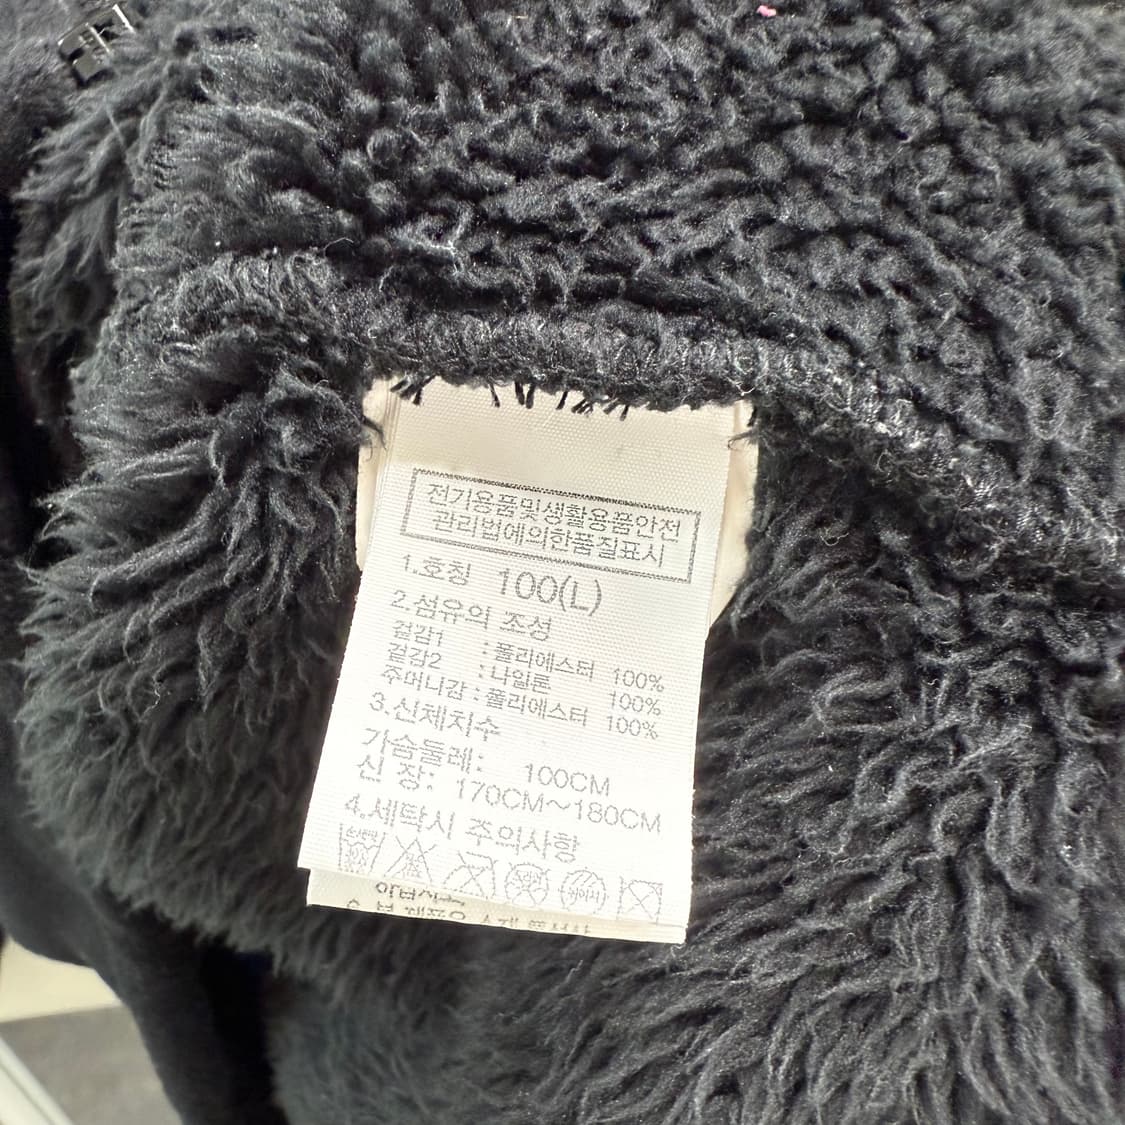 전기용품및생활용품안전
관리법에의한품질표시
1.호칭 100(L)
2.섬유의 조성
겉감1 : 폴리에스터 100%
겉감2 : 나일론 100%
주머니감 : 폴리에스터 100%
3.신체치수
가슴둘레: 100CM
신 장: 170CM~180CM
4.세탁시 주의사항